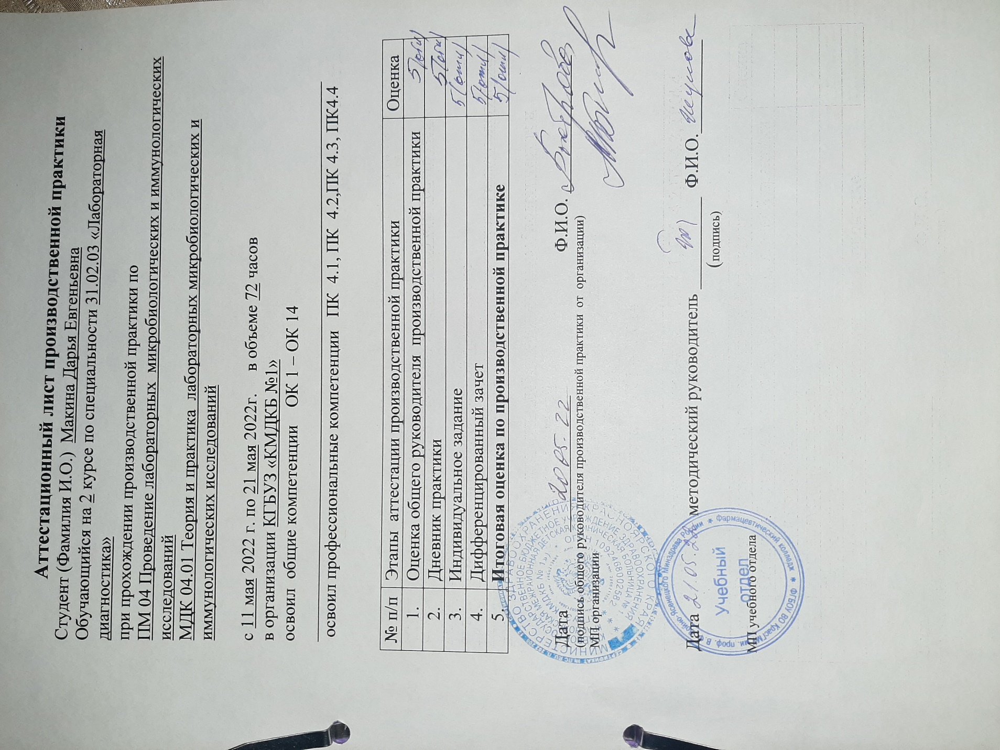 Аттестационный лист производственной практики
Студент (Фамилия И.О.) Макина Дарья Евгеньевна
Обучающийся на 2 курсе по специальности 31.02.03 «Лабораторная
диагностика»
при прохождении производственной практики по
ПМ 04 Проведение лабораторных микробиологических и иммунологических
исследований
МДК 04.01 Теория и практика лабораторных микробиологических и
иммунологических исследований
с 11 мая 2022 г. по 21 мая 2022г. в объеме 72 часов
в организации КГБУЗ «КМДКБ №1»
освоил общие компетенции ОК 1 – ОК 14
освоил профессиональные компетенции ПК 4.1, ПК 4.2,ПК 4.3, ПК4.4
№ п/п Этапы аттестации производственной практики Оценка
1. Оценка общего руководителя производственной практики 5(отл)
2. Дневник практики 5(отл)
3. Индивидуальное задание 5(отл)
4. Дифференцированный зачет 5(отл)
5. Итоговая оценка по производственной практике 5(отл)
Дата Ф.И.О.
(подпись общего руководителя производственной практики от организации)
МП организации
Дата 21.05.22 методический руководитель Ф.И.О.
(подпись)
МП учебного отдела
Учебный
отдел